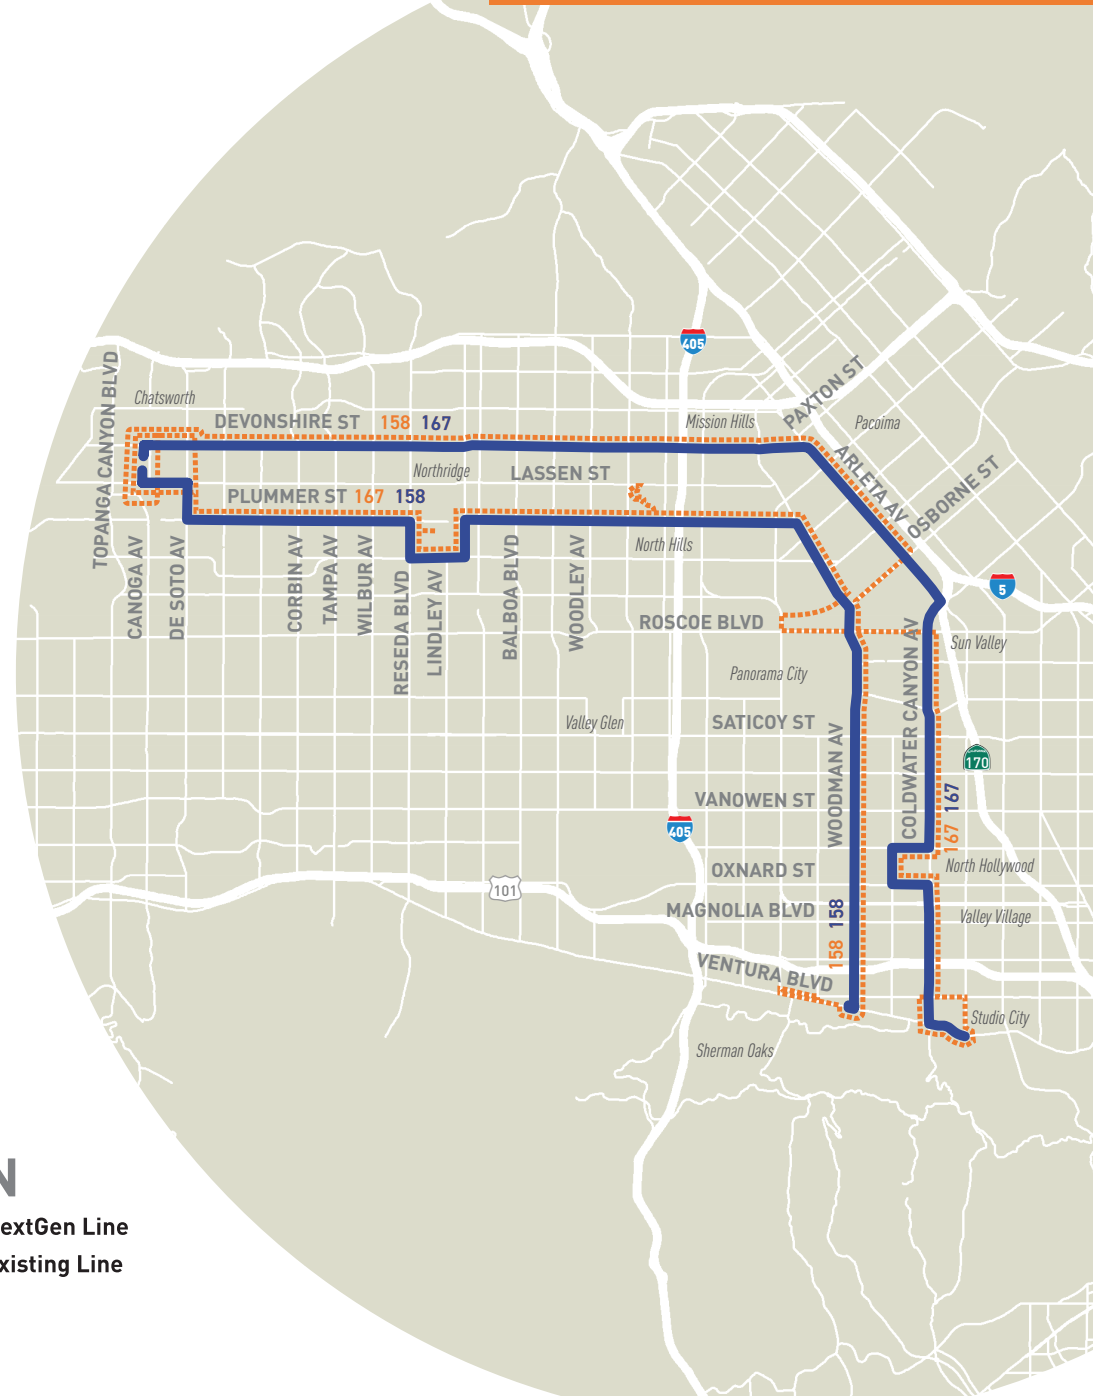 405
PAXTON ST
TOPANGA CANYON BLVD
Chatsworth
DEVONSHIRE ST 158 167
Mission Hills
Pacoima
ARLETA AV
OSBORNE ST
Northridge
LASSEN ST
PLUMMER ST 167 158
North Hills
CANOGA AV
DE SOTO AV
CORBIN AV
TAMPA AV
WILBUR AV
RESEDA BLVD
LINDLEY AV
BALBOA BLVD
WOODLEY AV
5
ROSCOE BLVD
Sun Valley
Panorama City
COLDWATER CANYON AV
Valley Glen
SATICOY ST
WOODMAN AV
170
VANOWEN ST
167 167
405
OXNARD ST
North Hollywood
101
MAGNOLIA BLVD
158 158
Valley Village
VENTURA BLVD
Studio City
Sherman Oaks
N
extGen Line
xisting Line